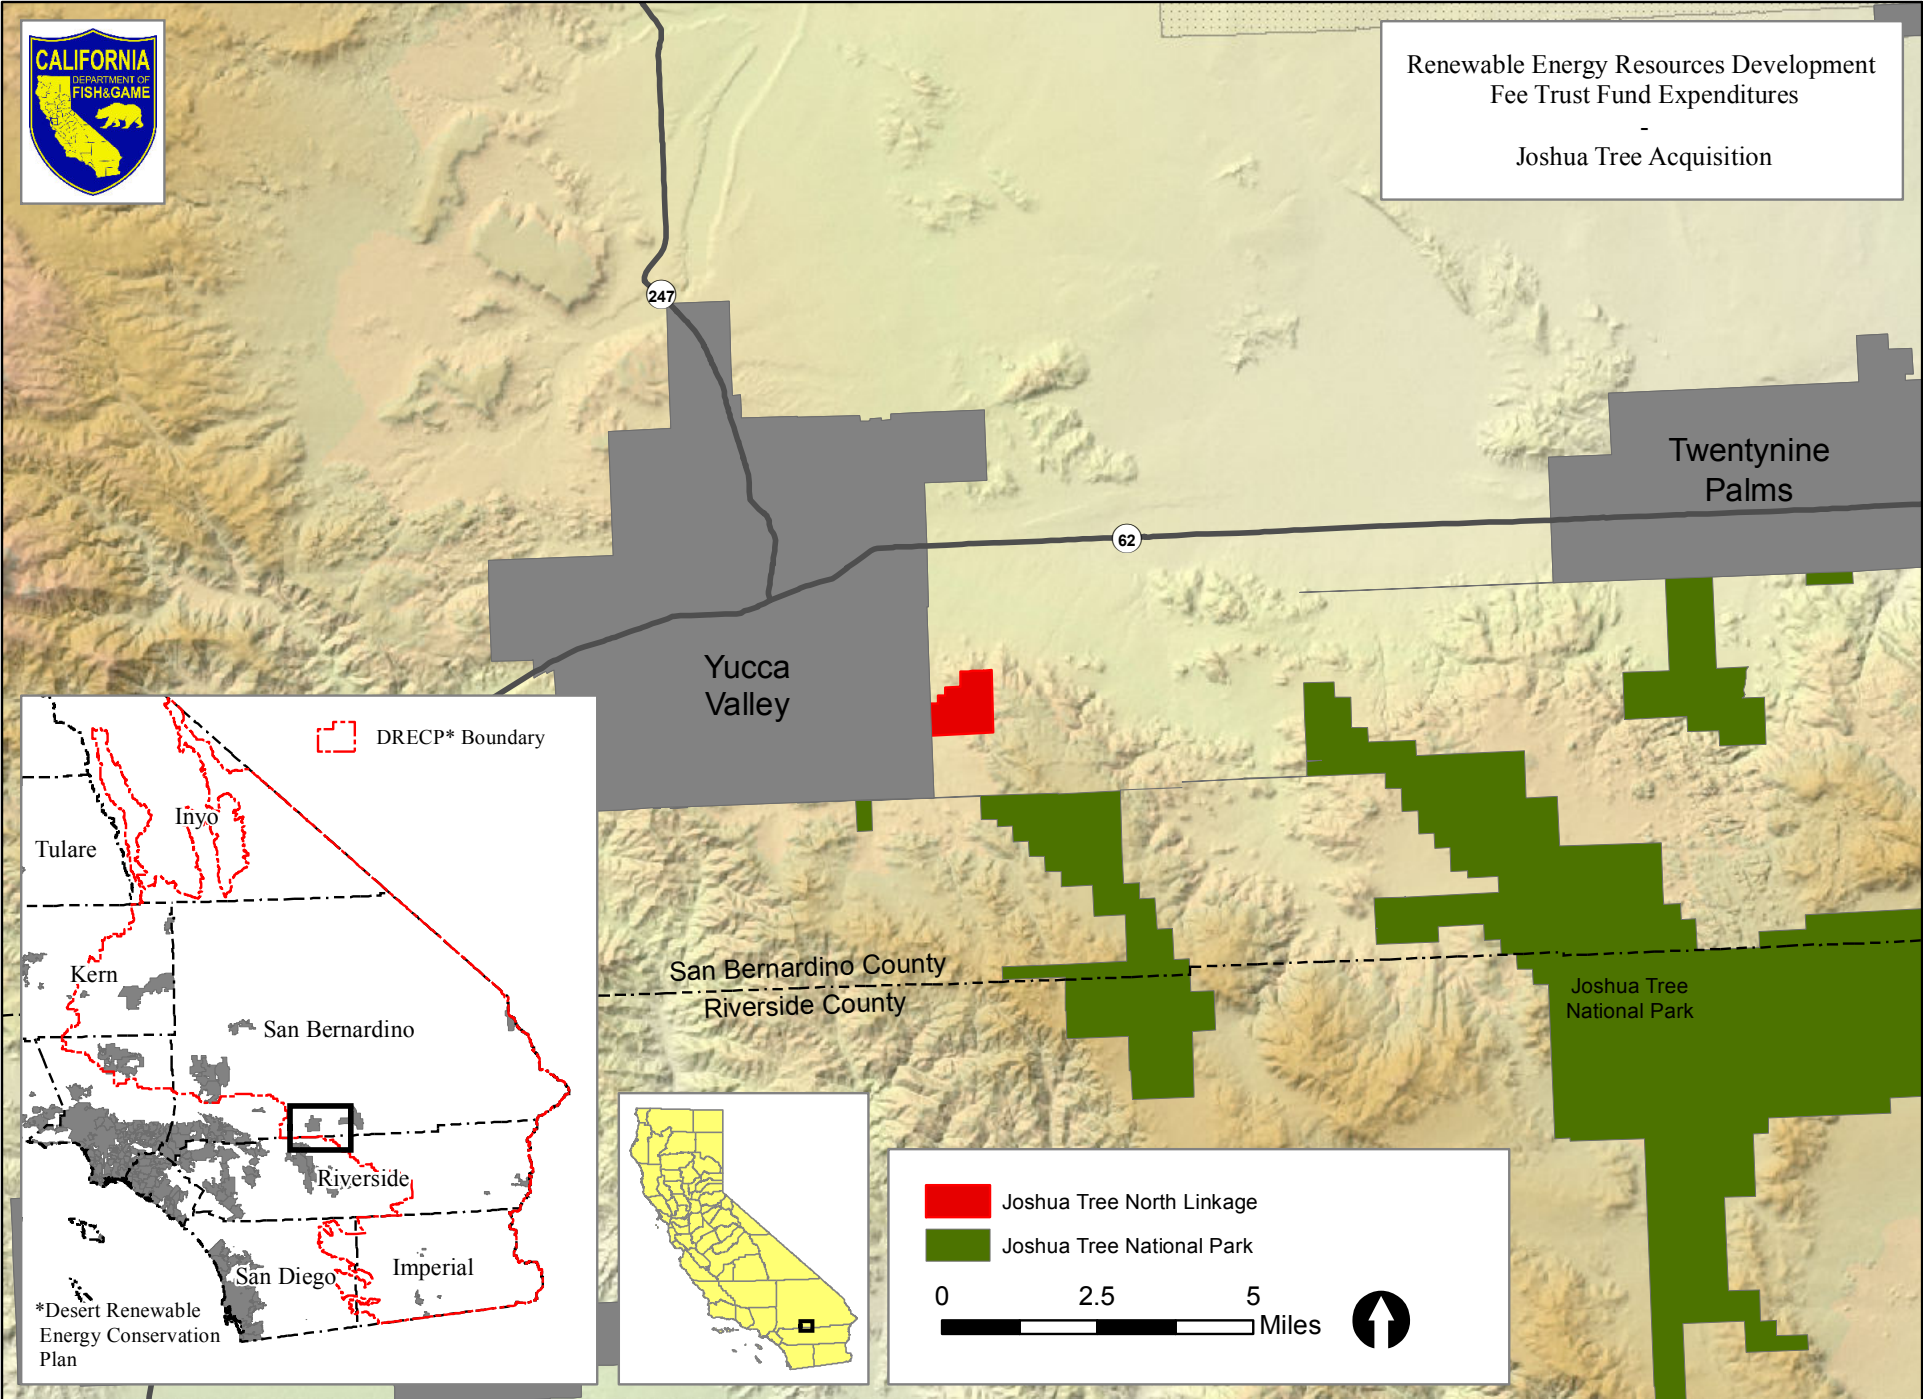 CALIFORNIA
DEPARTMENT OF
FISH&GAME
Renewable Energy Resources Development
Fee Trust Fund Expenditures
-
Joshua Tree Acquisition
247
Twentynine
Palms
62
Yucca
Valley
DRECP* Boundary
Inyo
Tulare
Kern
San Bernardino
Riverside
San Diego
Imperial
*Desert Renewable
Energy Conservation
Plan
San Bernardino County
Riverside County
Joshua Tree
National Park
Joshua Tree North Linkage
Joshua Tree National Park
0 2.5 5
Miles